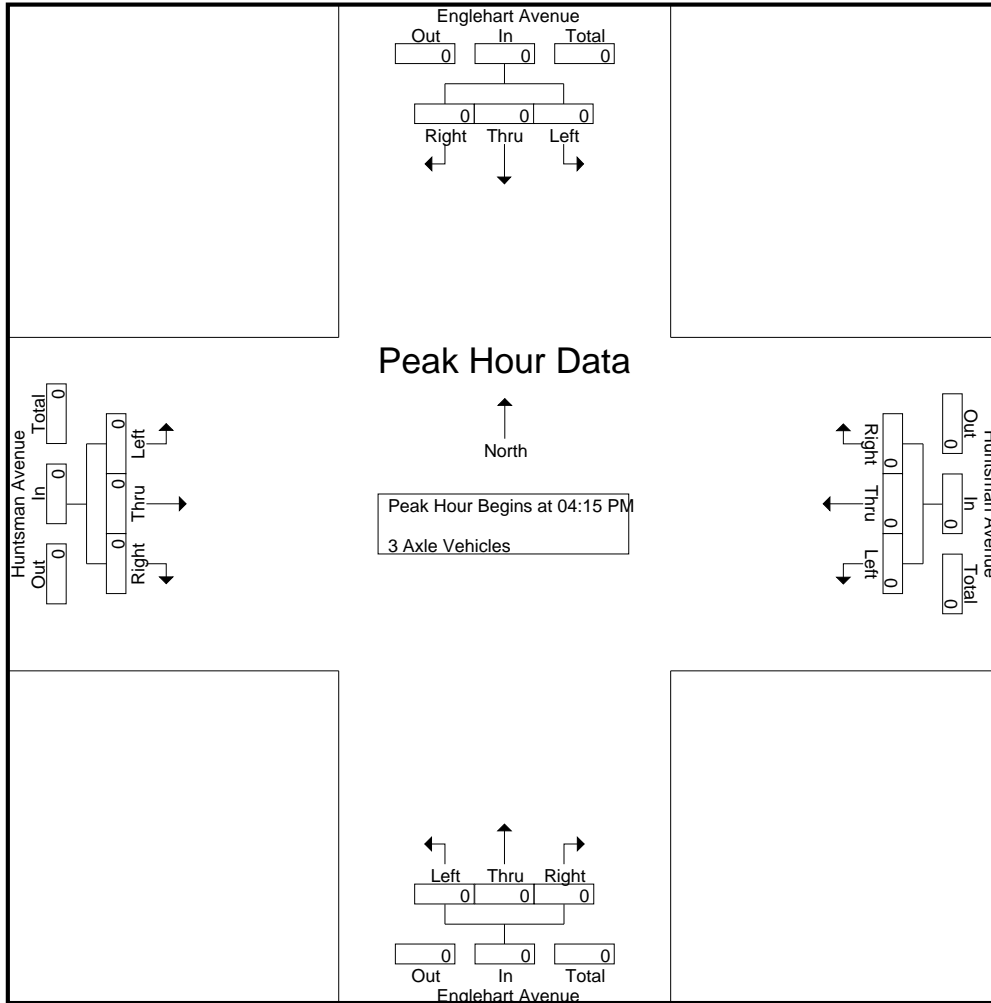 Englehart Avenue
Out In Total
0 0 0
0 0 0
Right Thru Left
Peak Hour Data
North
Peak Hour Begins at 04:15 PM
3 Axle Vehicles
Huntsman Avenue
Total In Out
0 0 0
0 0 0
Left Thru Right
Right Thru Left
0 0 0
0 0 0
Out In Total
Huntsman Avenue
Left Thru Right
0 0 0
0 0 0
Out In Total
Englehart Avenue